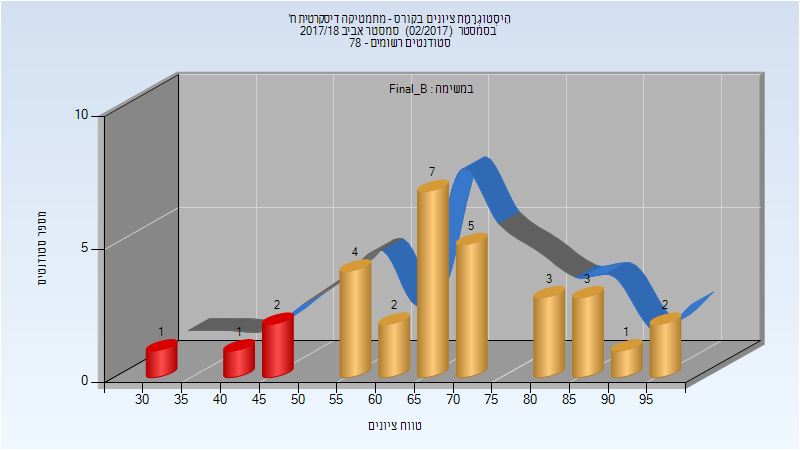 היסטוגרמת ציונים בקורס - מתמטיקה דיסקרטית ח'
בסמסטר (02/2017) סמסטר אביב 2017/18
סטודנטים רשומים - 78
במשימה : Final_B
מספר סטודנטים
10
5
0
1
1
2
4
2
7
5
3
3
1
2
30 35 40 45 50 55 60 65 70 75 80 85 90 95
טווח ציונים